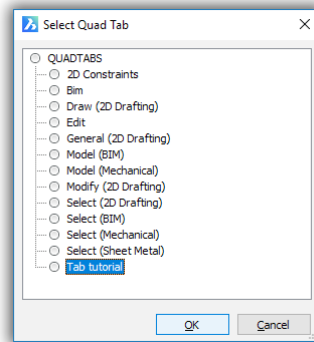 Select Quad Tab
QUADTABS
2D Constraints
Bim
Draw (2D Drafting)
Edit
General (2D Drafting)
Model (BIM)
Model (Mechanical)
Modify (2D Drafting)
Select (2D Drafting)
Select (BIM)
Select (Mechanical)
Select (Sheet Metal)
Tab tutorial
OK
Cancel